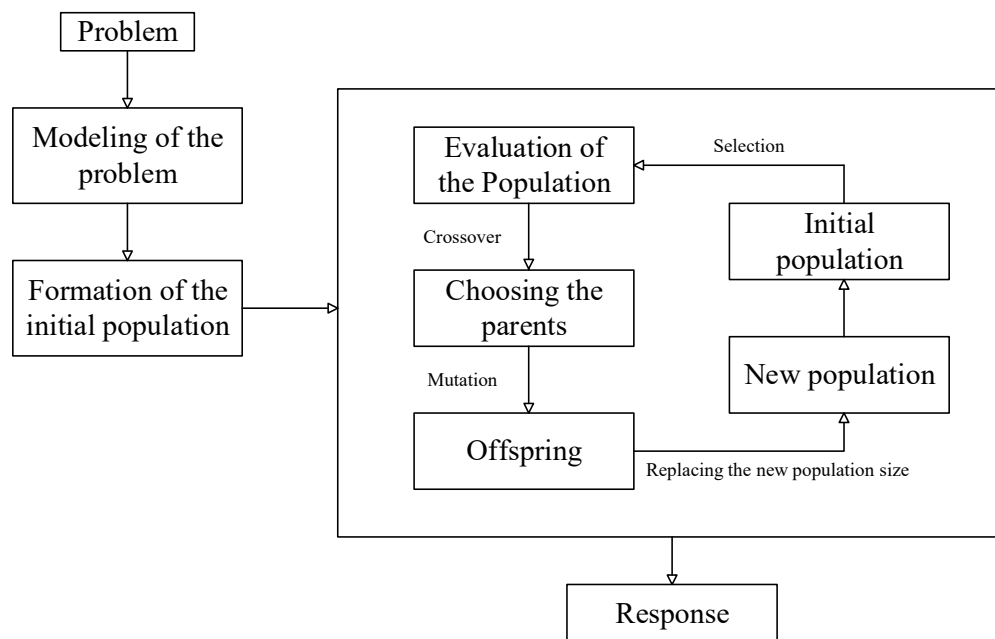 Problem
Modeling of the
problem
Formation of the
initial population
Evaluation of
the Population
Selection
Initial
population
Crossover
Choosing the
parents
New population
Mutation
Offspring
Replacing the new population size
Response